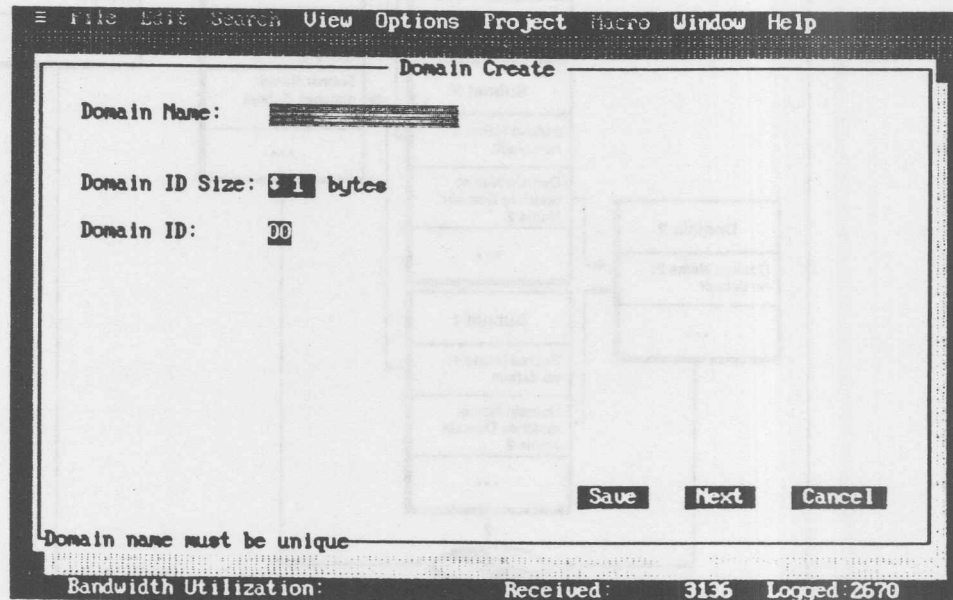 ≡ File Edit Search View Options Project Macro Window Help
Domain Create
Domain Name:
Domain ID Size: ↕ 1 bytes
Domain ID: 00
Save Next Cancel
Domain name must be unique
Bandwidth Utilization: Received: 3136 Logged:2670